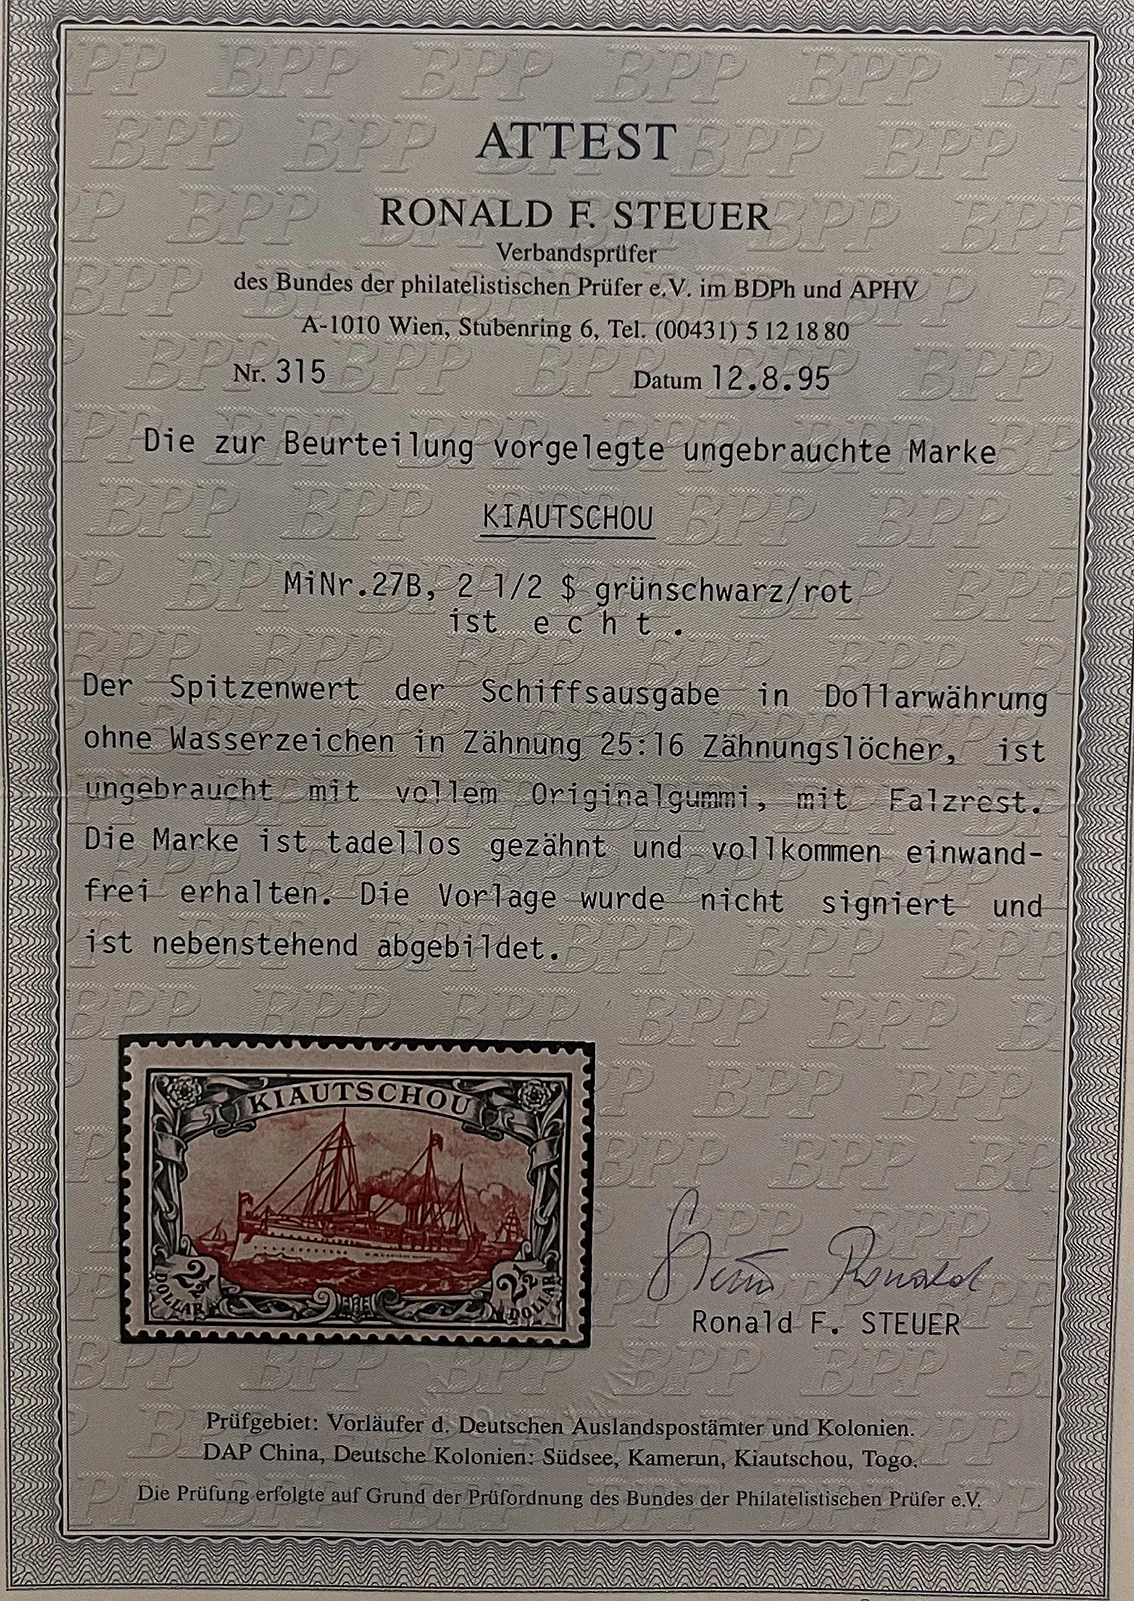 ATTEST
RONALD F. STEUER
Verbandsprüfer
des Bundes der philatelistischen Prüfer e.V. im BDPh und APHV
A-1010 Wien, Stubenring 6, Tel. (00431) 5 12 18 80
Nr. 315 Datum 12.8.95
Die zur Beurteilung vorgelegte ungebrauchte Marke
KIAUTSCHOU
MiNr.27B, 2 1/2 $ grünschwarz/rot
ist e c h t .
Der Spitzenwert der Schiffsausgabe in Dollarwährung
ohne Wasserzeichen in Zähnung 25:16 Zähnungslöcher, ist
ungebraucht mit vollem Originalgummi, mit Falzrest.
Die Marke ist tadellos gezähnt und vollkommen einwand-
frei erhalten. Die Vorlage wurde nicht signiert und
ist nebenstehend abgebildet.
KIAUTSCHOU
2½ DOLLAR 2½ DOLLAR
Steuer Ronald
Ronald F. STEUER
Prüfgebiet: Vorläufer d. Deutschen Auslandspostämter und Kolonien.
DAP China, Deutsche Kolonien: Südsee, Kamerun, Kiautschou, Togo.
Die Prüfung erfolgte auf Grund der Prüfordnung des Bundes der Philatelistischen Prüfer e.V.